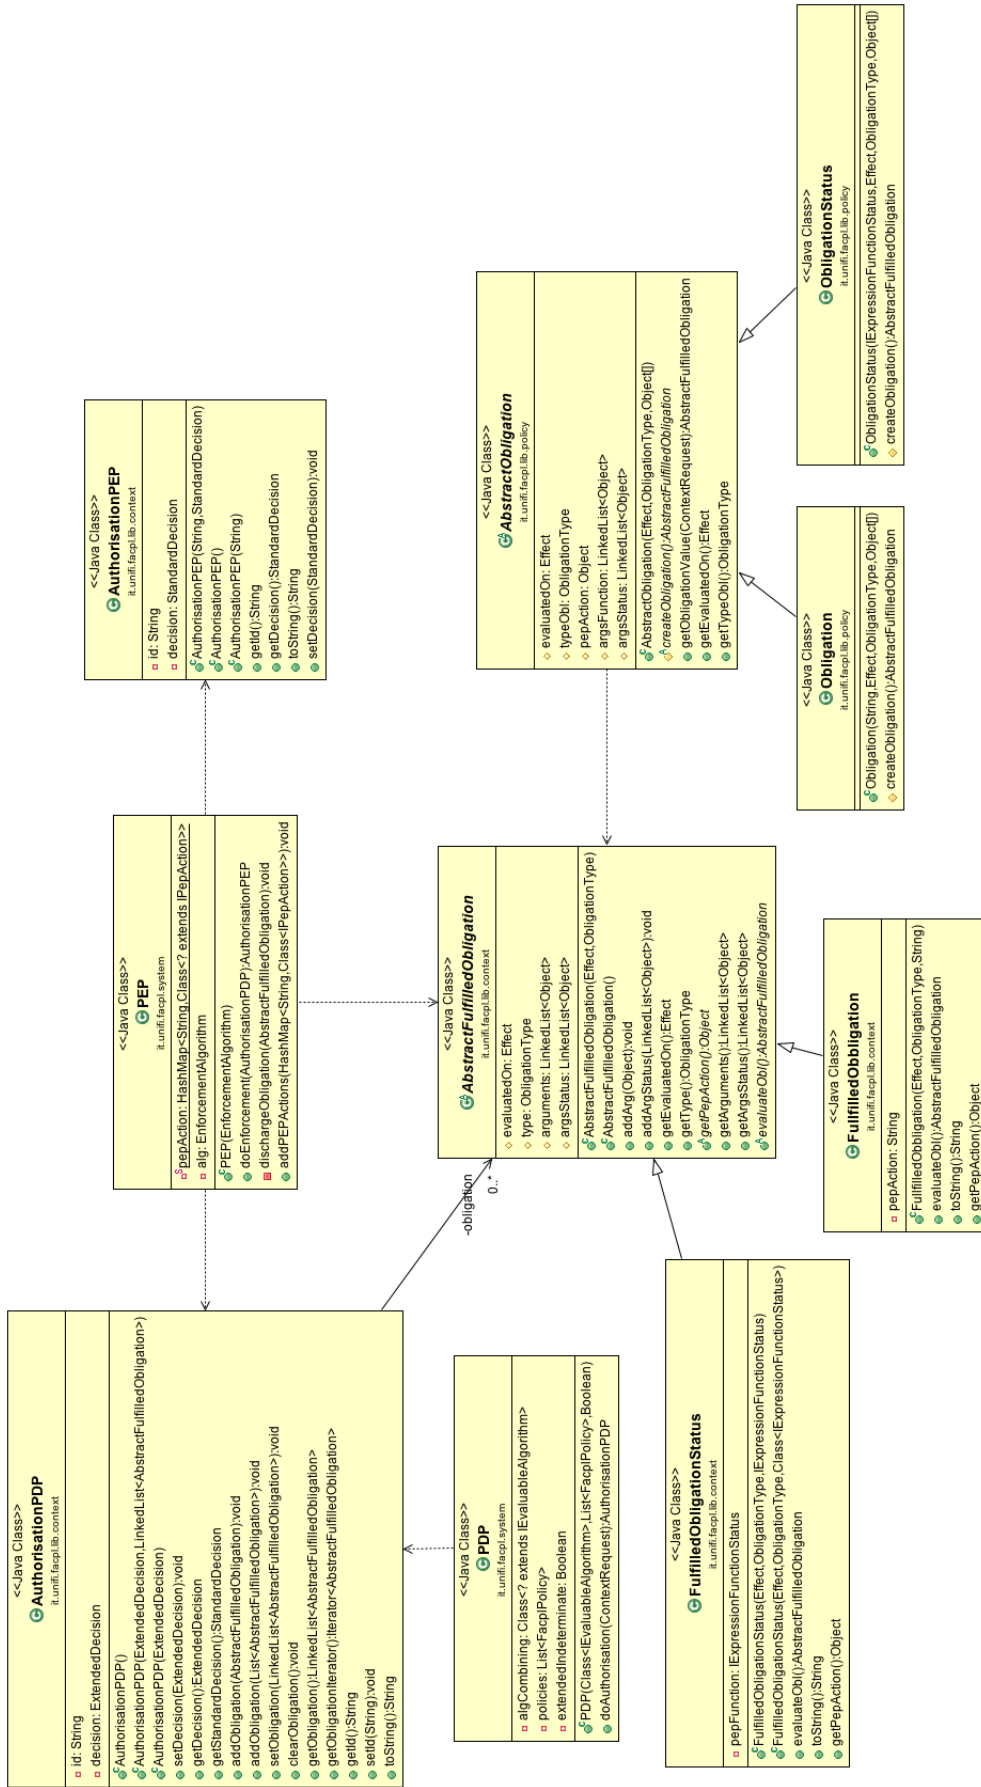 <<Java Class>>
AuthorisationPDP
it.unifi.facpl.lib.context
id: String
decision: ExtendedDecision
AuthorisationPDP()
AuthorisationPDP(ExtendedDecision,LinkedList<AbstractFulfilledObligation>)
AuthorisationPDP(ExtendedDecision)
setDecision(ExtendedDecision):void
getDecision():ExtendedDecision
getStandardDecision():StandardDecision
addObligation(AbstractFulfilledObligation):void
addObligation(List<AbstractFulfilledObligation>):void
setObligation(LinkedList<AbstractFulfilledObligation>):void
clearObligation():void
getObligation():LinkedList<AbstractFulfilledObligation>
getObligationIterator():Iterator<AbstractFulfilledObligation>
getId():String
setId(String):void
toString():String
<<Java Class>>
PEP
it.unifi.facpl.system
pepAction: HashMap<String,Class<? extends IPepAction>>
alg: EnforcementAlgorithm
PEP(EnforcementAlgorithm)
doEnforcement(AuthorisationPDP):AuthorisationPEP
dischargeObligation(AbstractFulfilledObligation):void
addPEPActions(HashMap<String,Class<IPepAction>>):void
<<Java Class>>
AuthorisationPEP
it.unifi.facpl.lib.context
id: String
decision: StandardDecision
AuthorisationPEP(String,StandardDecision)
AuthorisationPEP()
AuthorisationPEP(String)
getId():String
getDecision():StandardDecision
toString():String
setDecision(StandardDecision):void
-obligation
0..*
<<Java Class>>
PDP
it.unifi.facpl.system
algCombining: Class<? extends IEvaluableAlgorithm>
policies: List<FacplPolicy>
extendedIndeterminate: Boolean
PDP(Class<IEvaluableAlgorithm>,List<FacplPolicy>,Boolean)
doAuthorisation(ContextRequest):AuthorisationPDP
<<Java Class>>
AbstractFulfilledObligation
it.unifi.facpl.lib.context
evaluatedOn: Effect
type: ObligationType
arguments: LinkedList<Object>
argsStatus: LinkedList<Object>
AbstractFulfilledObligation(Effect,ObligationType)
AbstractFulfilledObligation()
addArg(Object):void
addArgStatus(LinkedList<Object>):void
getEvaluatedOn():Effect
getType():ObligationType
getPepAction():Object
getArguments():LinkedList<Object>
getArgsStatus():LinkedList<Object>
evaluateObl():AbstractFulfilledObligation
<<Java Class>>
AbstractObligation
it.unifi.facpl.lib.policy
evaluatedOn: Effect
typeObl: ObligationType
pepAction: Object
argsFunction: LinkedList<Object>
argsStatus: LinkedList<Object>
AbstractObligation(Effect,ObligationType,Object[])
createObligation():AbstractFulfilledObligation
getObligationValue(ContextRequest):AbstractFulfilledObligation
getEvaluatedOn():Effect
getTypeObl():ObligationType
<<Java Class>>
FulfilledObligationStatus
it.unifi.facpl.lib.context
pepFunction: IExpressionFunctionStatus
FulfilledObligationStatus(Effect,ObligationType,IExpressionFunctionStatus)
FulfilledObligationStatus(Effect,ObligationType,Class<IExpressionFunctionStatus>)
evaluateObl():AbstractFulfilledObligation
toString():String
getPepAction():Object
<<Java Class>>
FullfilledObbligation
it.unifi.facpl.lib.context
pepAction: String
FullfilledObligation(Effect,ObligationType,String)
evaluateObl():AbstractFulfilledObligation
toString():String
getPepAction():Object
<<Java Class>>
Obligation
it.unifi.facpl.lib.policy
Obligation(String,Effect,ObligationType,Object[])
createObligation():AbstractFulfilledObligation
<<Java Class>>
ObligationStatus
it.unifi.facpl.lib.policy
ObligationStatus(IExpressionFunctionStatus,Effect,ObligationType,Object[])
createObligation():AbstractFulfilledObligation